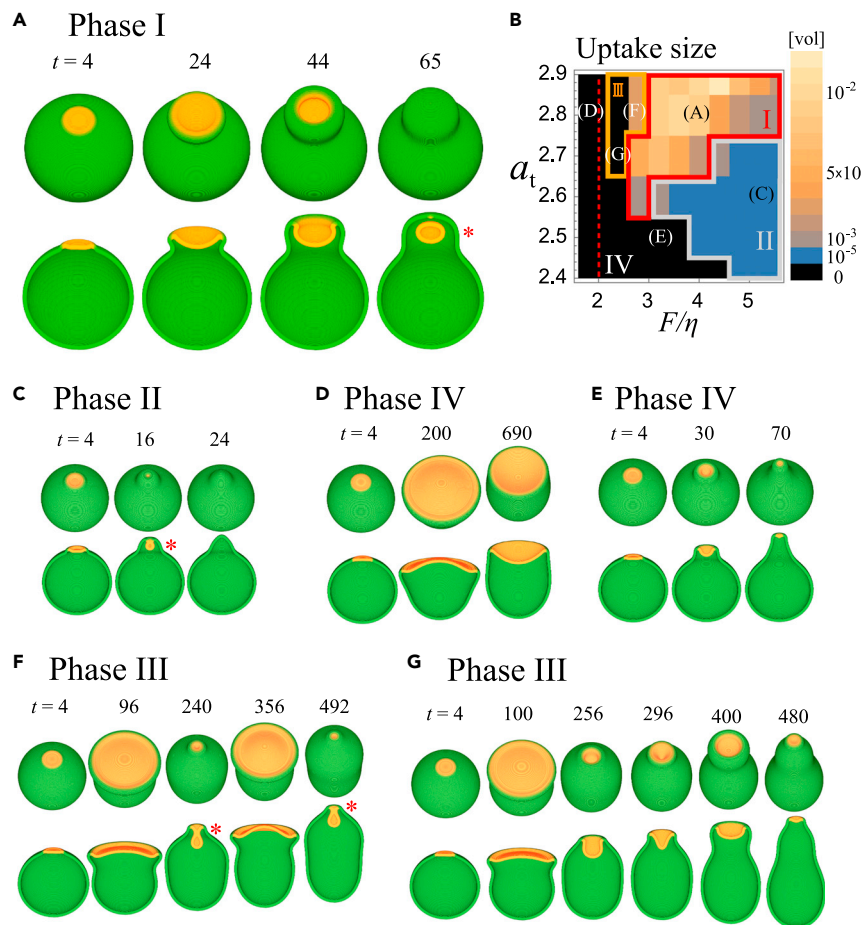 A Phase I
t = 4 24 44 65
*
B Uptake size
[vol]
2.9
2.8
2.7
2.6
2.5
2.4
a_t
(D) III (F) (A) I
(G)
(C)
(E) II
IV
2 3 4 5
F/η
10⁻²
5x10
10⁻³
10⁻⁵
0
C Phase II
t = 4 16 24
*
D Phase IV
t = 4 200 690
E Phase IV
t = 4 30 70
F Phase III
t = 4 96 240 356 492
* *
G Phase III
t = 4 100 256 296 400 480